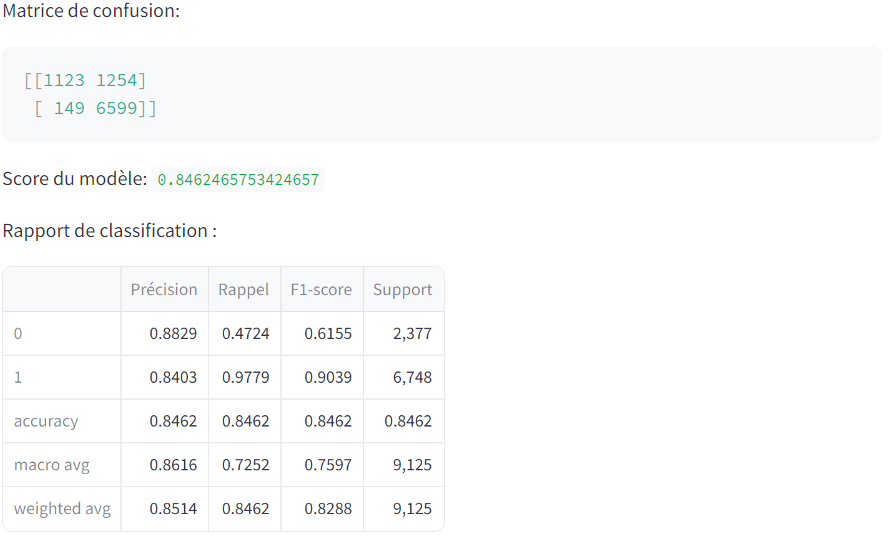 Matrice de confusion:
[[1123 1254]
[ 149 6599]]
Score du modèle: 0.8462465753424657
Rapport de classification :
Précision Rappel F1-score Support
0 0.8829 0.4724 0.6155 2,377
1 0.8403 0.9779 0.9039 6,748
accuracy 0.8462 0.8462 0.8462 0.8462
macro avg 0.8616 0.7252 0.7597 9,125
weighted avg 0.8514 0.8462 0.8288 9,125